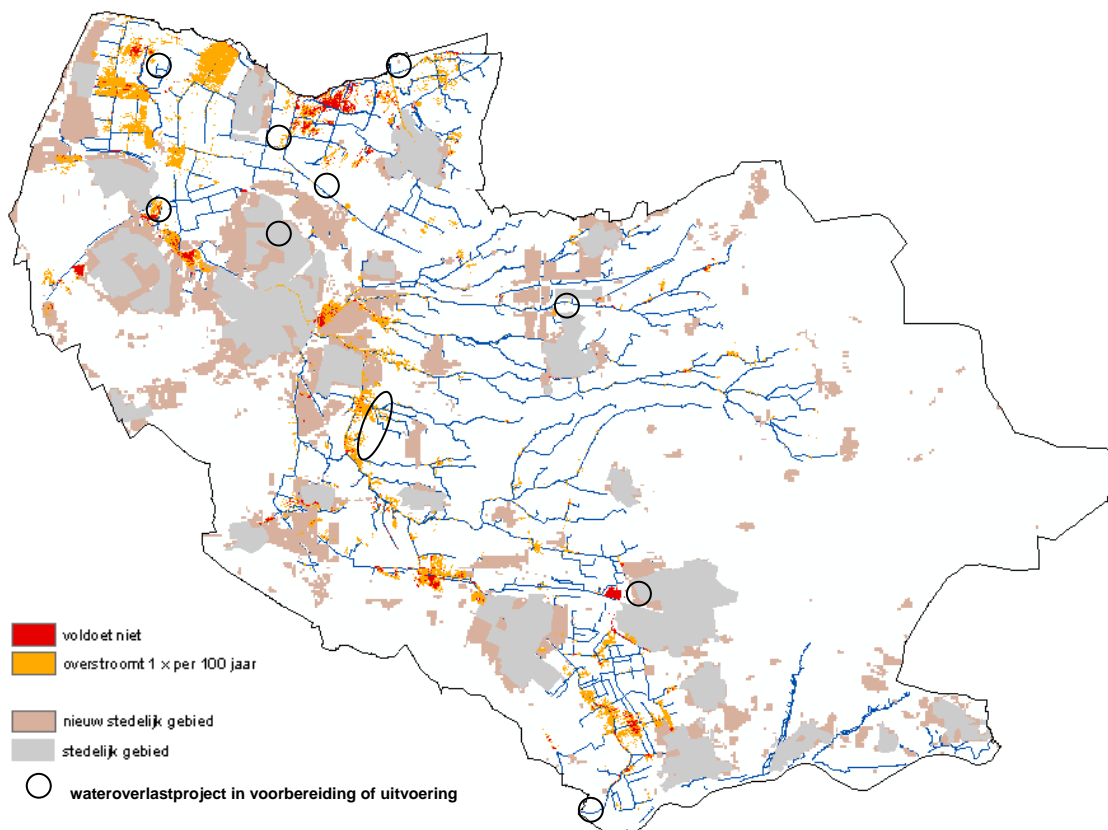 voldoet niet
overstroomt 1 x per 100 jaar
nieuw stedelijk gebied
stedelijk gebied
wateroverlastproject in voorbereiding of uitvoering